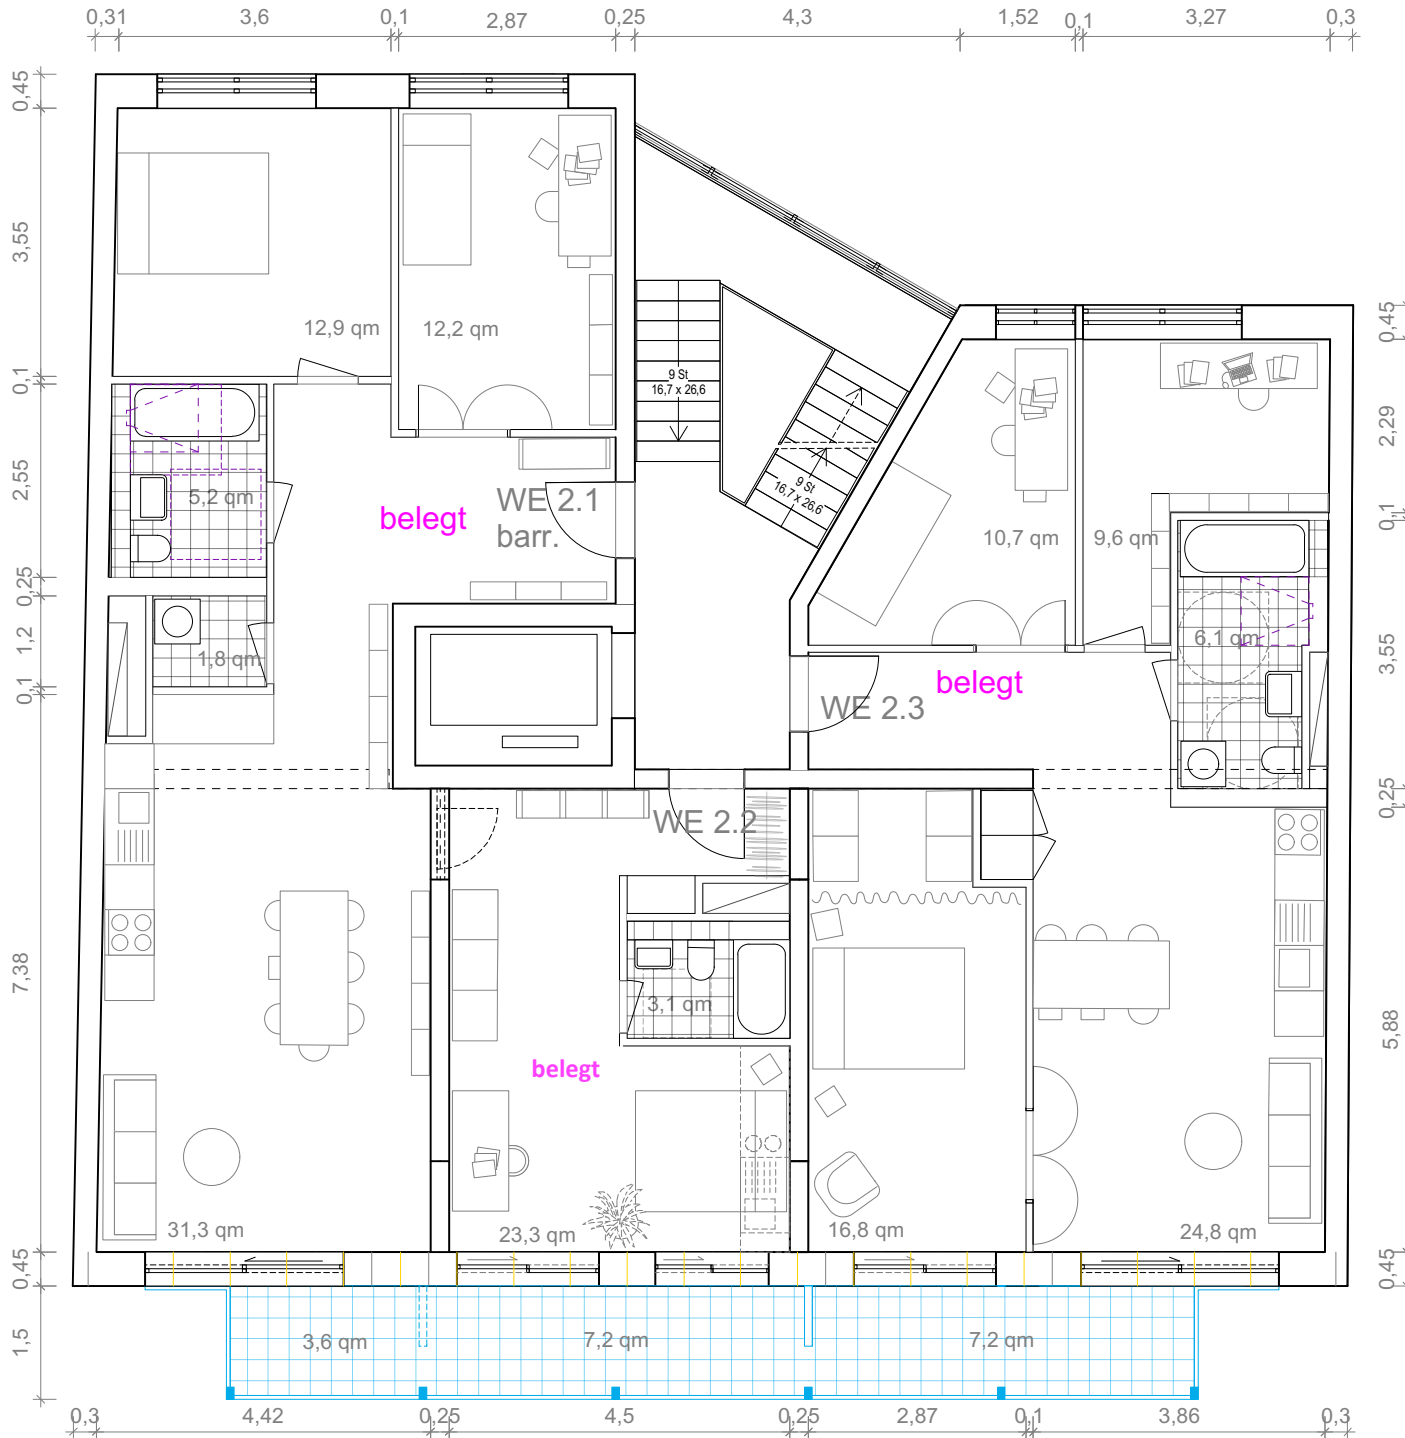 0,31 3,6 0,1 2,87 0,25 4,3 1,52 0,1 3,27 0,3
0,45
3,55
0,1
2,55
0,25
1,2
0,1
7,38
0,45
1,5
12,9 qm
12,2 qm
9 St
16,7 x 26,6
9 St
16,7 x 26,6
5,2 qm
belegt
WE 2.1
barr.
1,8 qm
10,7 qm
9,6 qm
6,1 qm
belegt
WE 2.3
WE 2.2
3,1 qm
belegt
31,3 qm
23,3 qm
16,8 qm
24,8 qm
3,6 qm
7,2 qm
7,2 qm
0,45
2,29
0,1
3,55
0,25
0,1
5,88
0,45
0,3 4,42 0,25 4,5 0,25 2,87 0,1 3,86 0,3